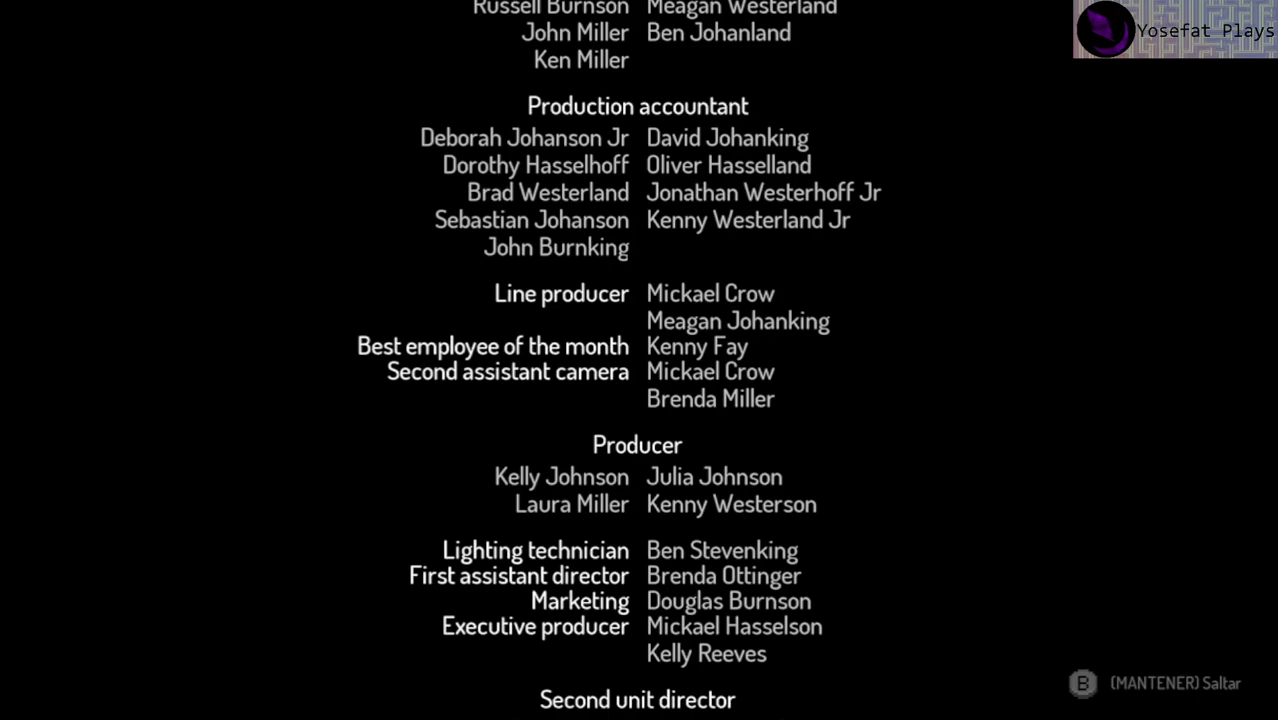 Russell Burnson Meagan Westerland
Yosefat Plays
John Miller Ben Johanland
Ken Miller
Production accountant
Deborah Johanson Jr David Johanking
Dorothy Hasselhoff Oliver Hasselland
Brad Westerland Jonathan Westerhoff Jr
Sebastian Johanson Kenny Westerland Jr
John Burnking
Line producer Mickael Crow
Meagan Johanking
Best employee of the month Kenny Fay
Second assistant camera Mickael Crow
Brenda Miller
Producer
Kelly Johnson Julia Johnson
Laura Miller Kenny Westerson
Lighting technician Ben Stevenking
First assistant director Brenda Ottinger
Marketing Douglas Burnson
Executive producer Mickael Hasselson
Kelly Reeves
B (MANTENER) Saltar
Second unit director